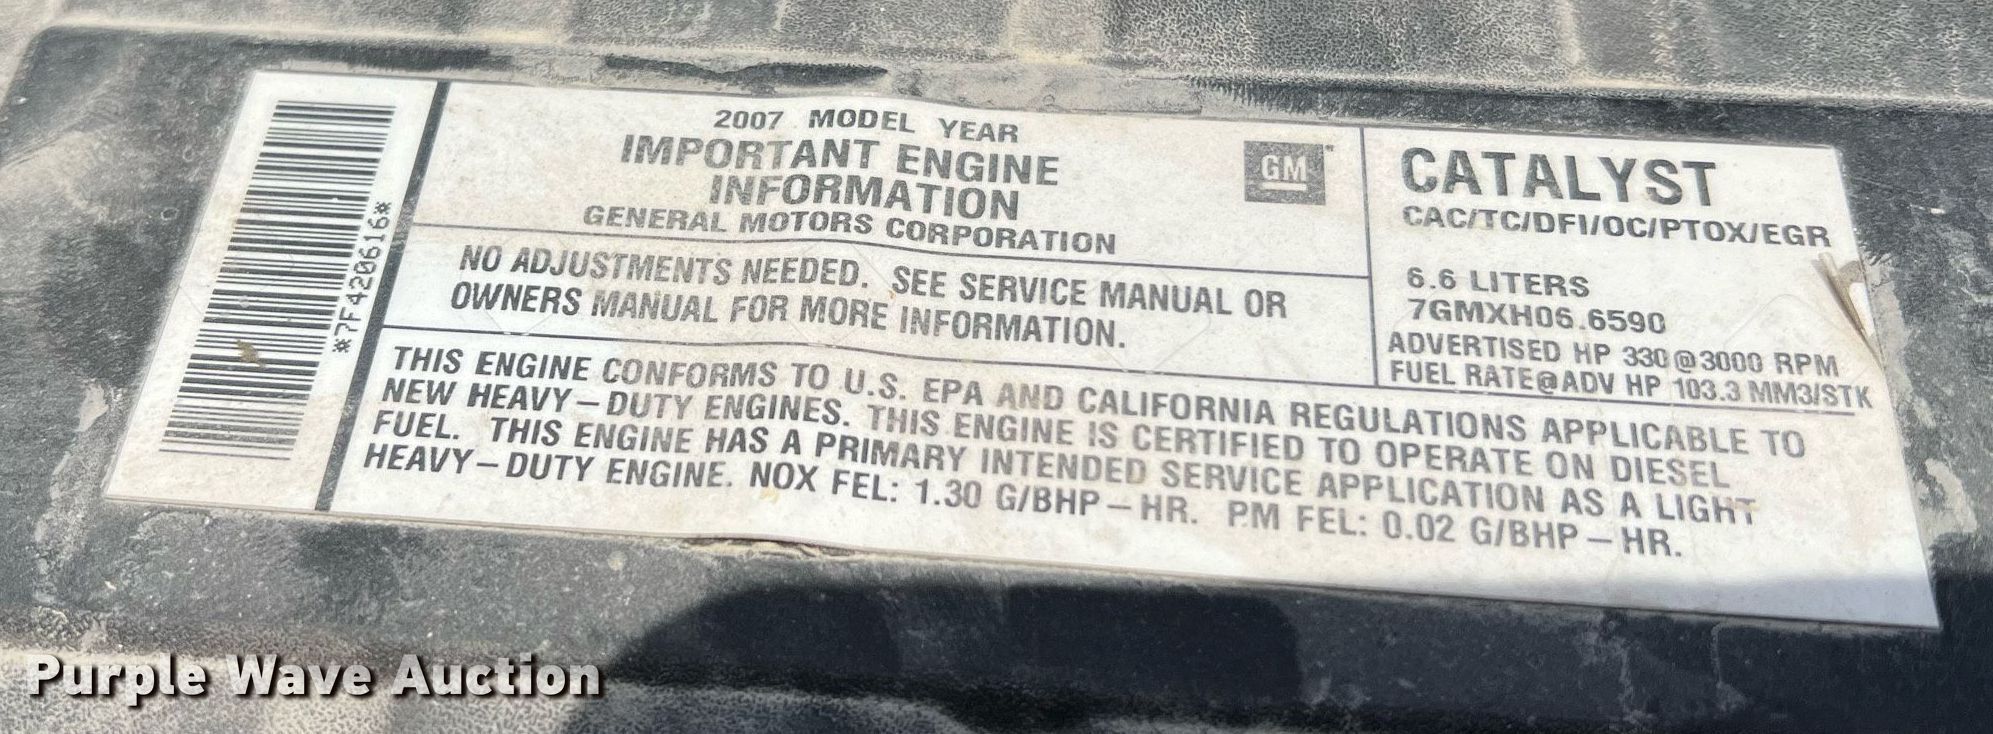 *7F420616*
2007 MODEL YEAR
IMPORTANT ENGINE
INFORMATION
GENERAL MOTORS CORPORATION
GM
NO ADJUSTMENTS NEEDED. SEE SERVICE MANUAL OR
OWNERS MANUAL FOR MORE INFORMATION.
CATALYST
CAC/TC/DFI/OC/PTOX/EGR
6.6 LITERS
7GMXH06.6590
ADVERTISED HP 330@3000 RPM
FUEL RATE@ADV HP 103.3 MM3/STK
THIS ENGINE CONFORMS TO U.S. EPA AND CALIFORNIA REGULATIONS APPLICABLE TO
NEW HEAVY-DUTY ENGINES. THIS ENGINE IS CERTIFIED TO OPERATE ON DIESEL
FUEL. THIS ENGINE HAS A PRIMARY INTENDED SERVICE APPLICATION AS A LIGHT
HEAVY-DUTY ENGINE. NOX FEL: 1.30 G/BHP-HR. PM FEL: 0.02 G/BHP-HR.
Purple Wave Auction